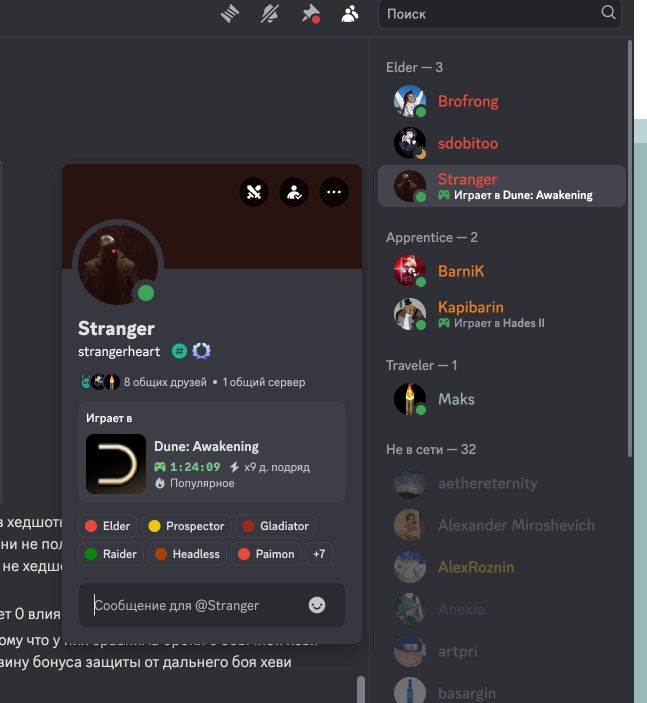 Поиск
Elder — 3
Brofrong
sdobitoo
Stranger
Играет в Dune: Awakening
Apprentice — 2
BarniK
Kapibarin
Играет в Hades II
Traveler — 1
Maks
Не в сети — 32
aethereternity
Alexander Miroshevich
AlexRoznin
Anexie
artpri
basargin
Stranger
strangerheart
#
8 общих друзей • 1 общий сервер
Играет в
Dune: Awakening
1:24:09 x9 д. подряд
Популярное
Elder Prospector Gladiator
Raider Headless Paimon +7
Сообщение для @Stranger
в хедшоты
ни не пол
не хедшо
ет 0 влия
ому что у
вину бонуса защиты от дальнего боя хеви